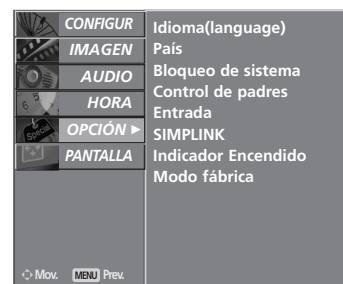 CONFIGUR
IMAGEN
AUDIO
HORA
OPCIÓN ►
PANTALLA
Idioma(language)
País
Bloqueo de sistema
Control de padres
Entrada
SIMPLINK
Indicador Encendido
Modo fábrica
Mov. MENU Prev.